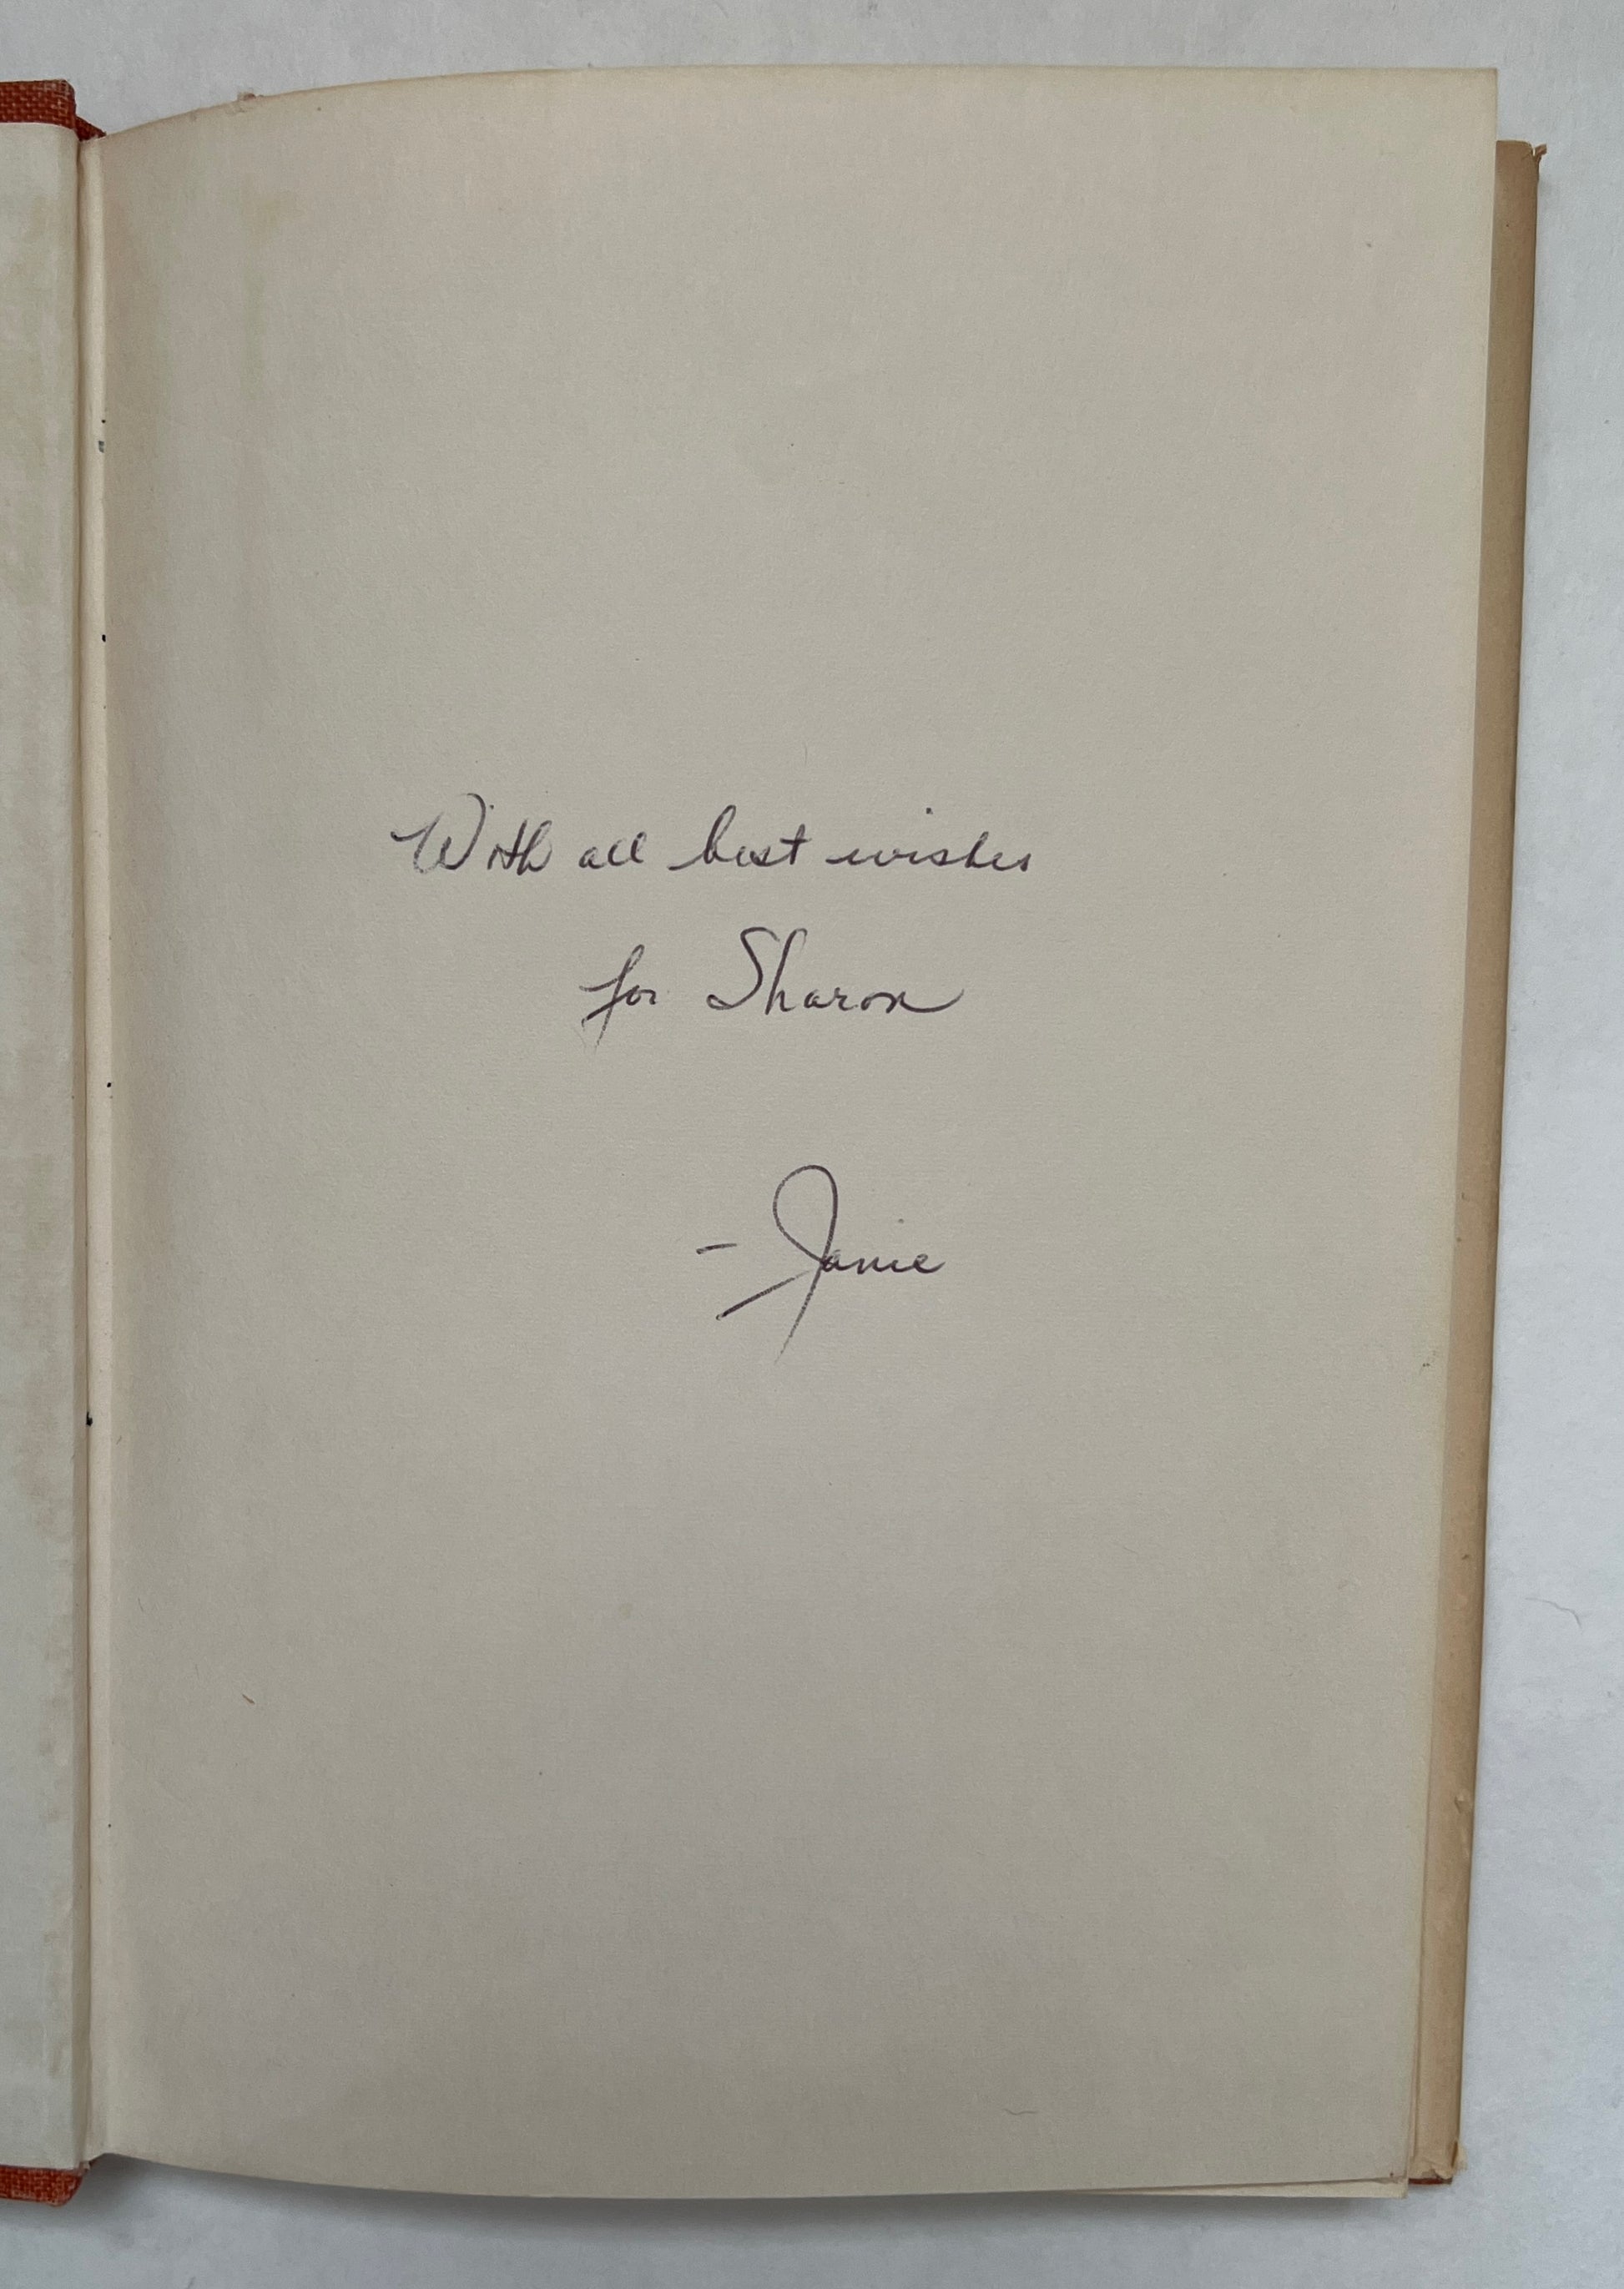 With all best wishes
for Sharon
- Janie